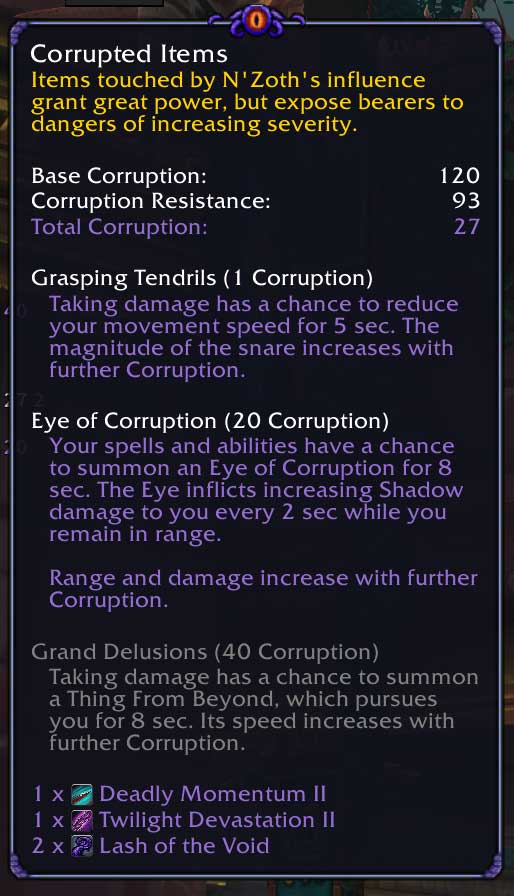 Corrupted Items
Items touched by N'Zoth's influence
grant great power, but expose bearers to
dangers of increasing severity.
Base Corruption: 120
Corruption Resistance: 93
Total Corruption: 27
Grasping Tendrils (1 Corruption)
Taking damage has a chance to reduce
your movement speed for 5 sec. The
magnitude of the snare increases with
further Corruption.
Eye of Corruption (20 Corruption)
Your spells and abilities have a chance
to summon an Eye of Corruption for 8
sec. The Eye inflicts increasing Shadow
damage to you every 2 sec while you
remain in range.
Range and damage increase with further
Corruption.
Grand Delusions (40 Corruption)
Taking damage has a chance to summon
a Thing From Beyond, which pursues
you for 8 sec. Its speed increases with
further Corruption.
1 x Deadly Momentum II
1 x Twilight Devastation II
2 x Lash of the Void